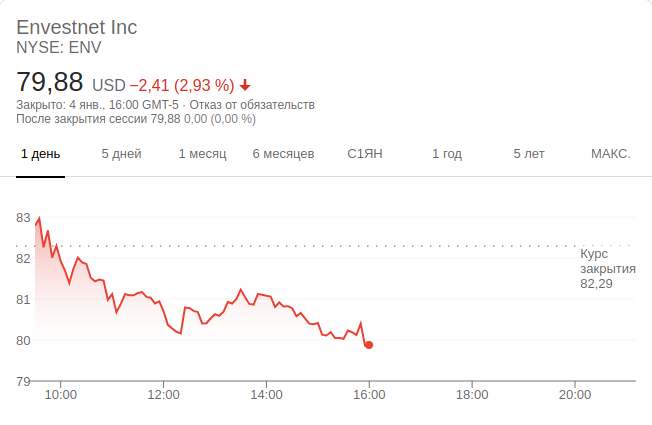 Envestnet Inc
NYSE: ENV
79,88 USD −2,41 (2,93 %)
Закрыто: 4 янв., 16:00 GMT-5 · Отказ от обязательств
После закрытия сессии 79,88 0,00 (0,00 %)
1 день 5 дней 1 месяц 6 месяцев С1ЯН 1 год 5 лет МАКС.
83
82
81
80
79
Курс
закрытия
82,29
10:00 12:00 14:00 16:00 18:00 20:00